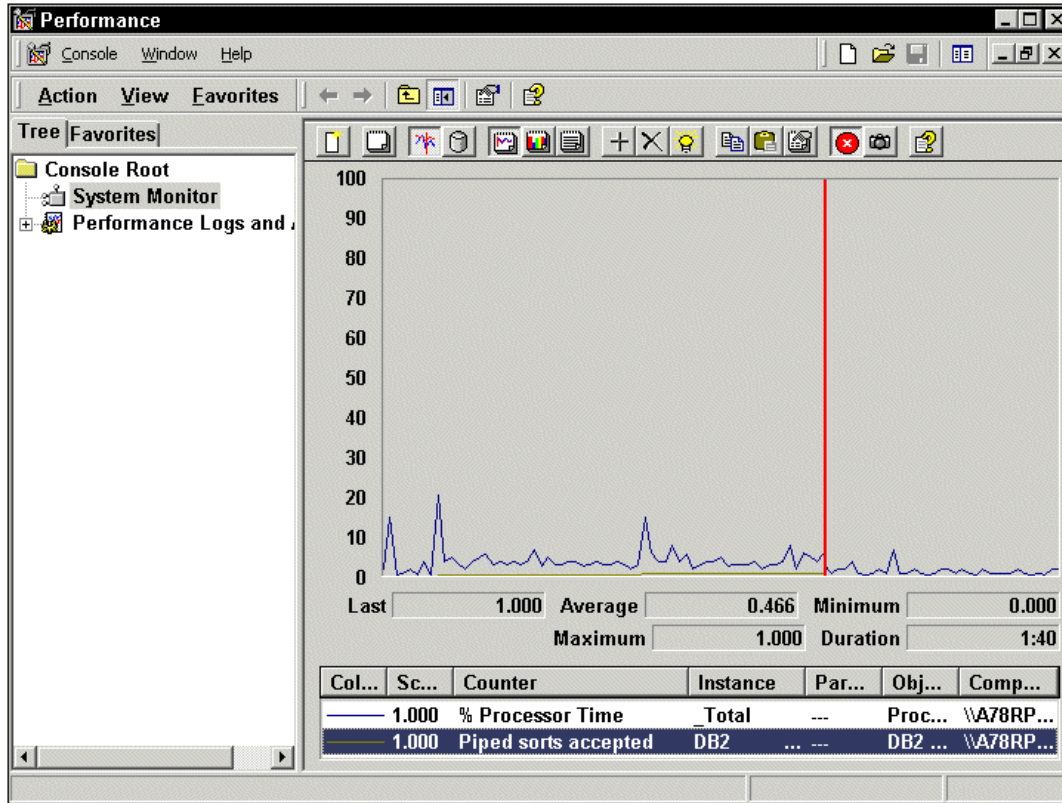 Performance
Console Window Help
Action View Favorites
Tree Favorites
Console Root
System Monitor
Performance Logs and
100
90
80
70
60
50
40
30
20
10
0
Last 1.000 Average 0.466 Minimum 0.000
Maximum 1.000 Duration 1:40
Col... Sc... Counter Instance Par... Obj... Comp...
1.000 % Processor Time _Total --- Proc... \\A78RP...
1.000 Piped sorts accepted DB2 ... --- DB2 ... \\A78RP...